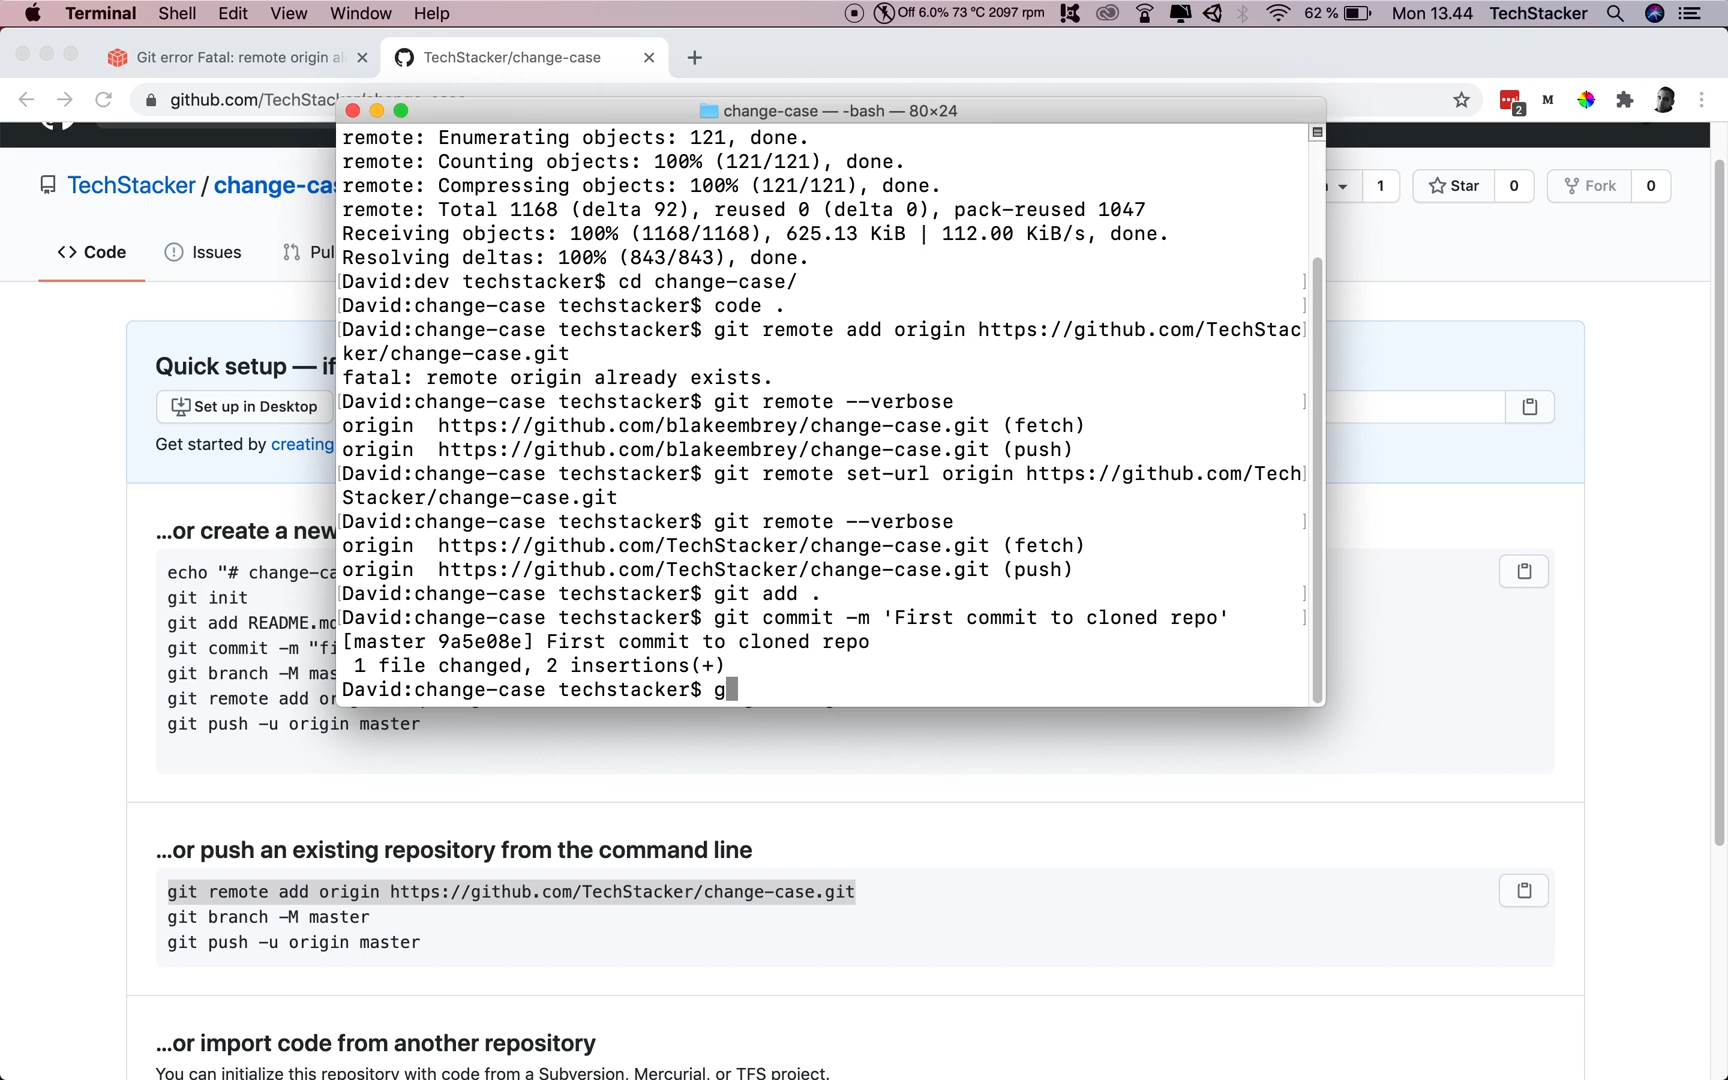 Terminal Shell Edit View Window Help Off 6.0% 73 °C 2097 rpm 62 % Mon 13.44 TechStacker
Git error Fatal: remote origin al
TechStacker/change-case
github.com/TechStacker/change-case
2
M
change-case — -bash — 80×24
remote: Enumerating objects: 121, done.
remote: Counting objects: 100% (121/121), done.
remote: Compressing objects: 100% (121/121), done.
remote: Total 1168 (delta 92), reused 0 (delta 0), pack-reused 1047
Receiving objects: 100% (1168/1168), 625.13 KiB | 112.00 KiB/s, done.
Resolving deltas: 100% (843/843), done.
[David:dev techstacker$ cd change-case/ ]
[David:change-case techstacker$ code . ]
[David:change-case techstacker$ git remote add origin https://github.com/TechStac]
ker/change-case.git
fatal: remote origin already exists.
[David:change-case techstacker$ git remote --verbose ]
origin https://github.com/blakeembrey/change-case.git (fetch)
origin https://github.com/blakeembrey/change-case.git (push)
[David:change-case techstacker$ git remote set-url origin https://github.com/Tech]
Stacker/change-case.git
[David:change-case techstacker$ git remote --verbose ]
origin https://github.com/TechStacker/change-case.git (fetch)
origin https://github.com/TechStacker/change-case.git (push)
[David:change-case techstacker$ git add . ]
[David:change-case techstacker$ git commit -m 'First commit to cloned repo' ]
[master 9a5e08e] First commit to cloned repo
1 file changed, 2 insertions(+)
David:change-case techstacker$ g
TechStacker / change-cas
1 Star 0 Fork 0
Code Issues Pul
Quick setup — if
Set up in Desktop
Get started by creating
…or create a new
echo "# change-ca
git init
git add README.md
git commit -m "fi
git branch -M mas
git remote add or
git push -u origin master
…or push an existing repository from the command line
git remote add origin https://github.com/TechStacker/change-case.git
git branch -M master
git push -u origin master
…or import code from another repository
You can initialize this repository with code from a Subversion, Mercurial, or TFS project.